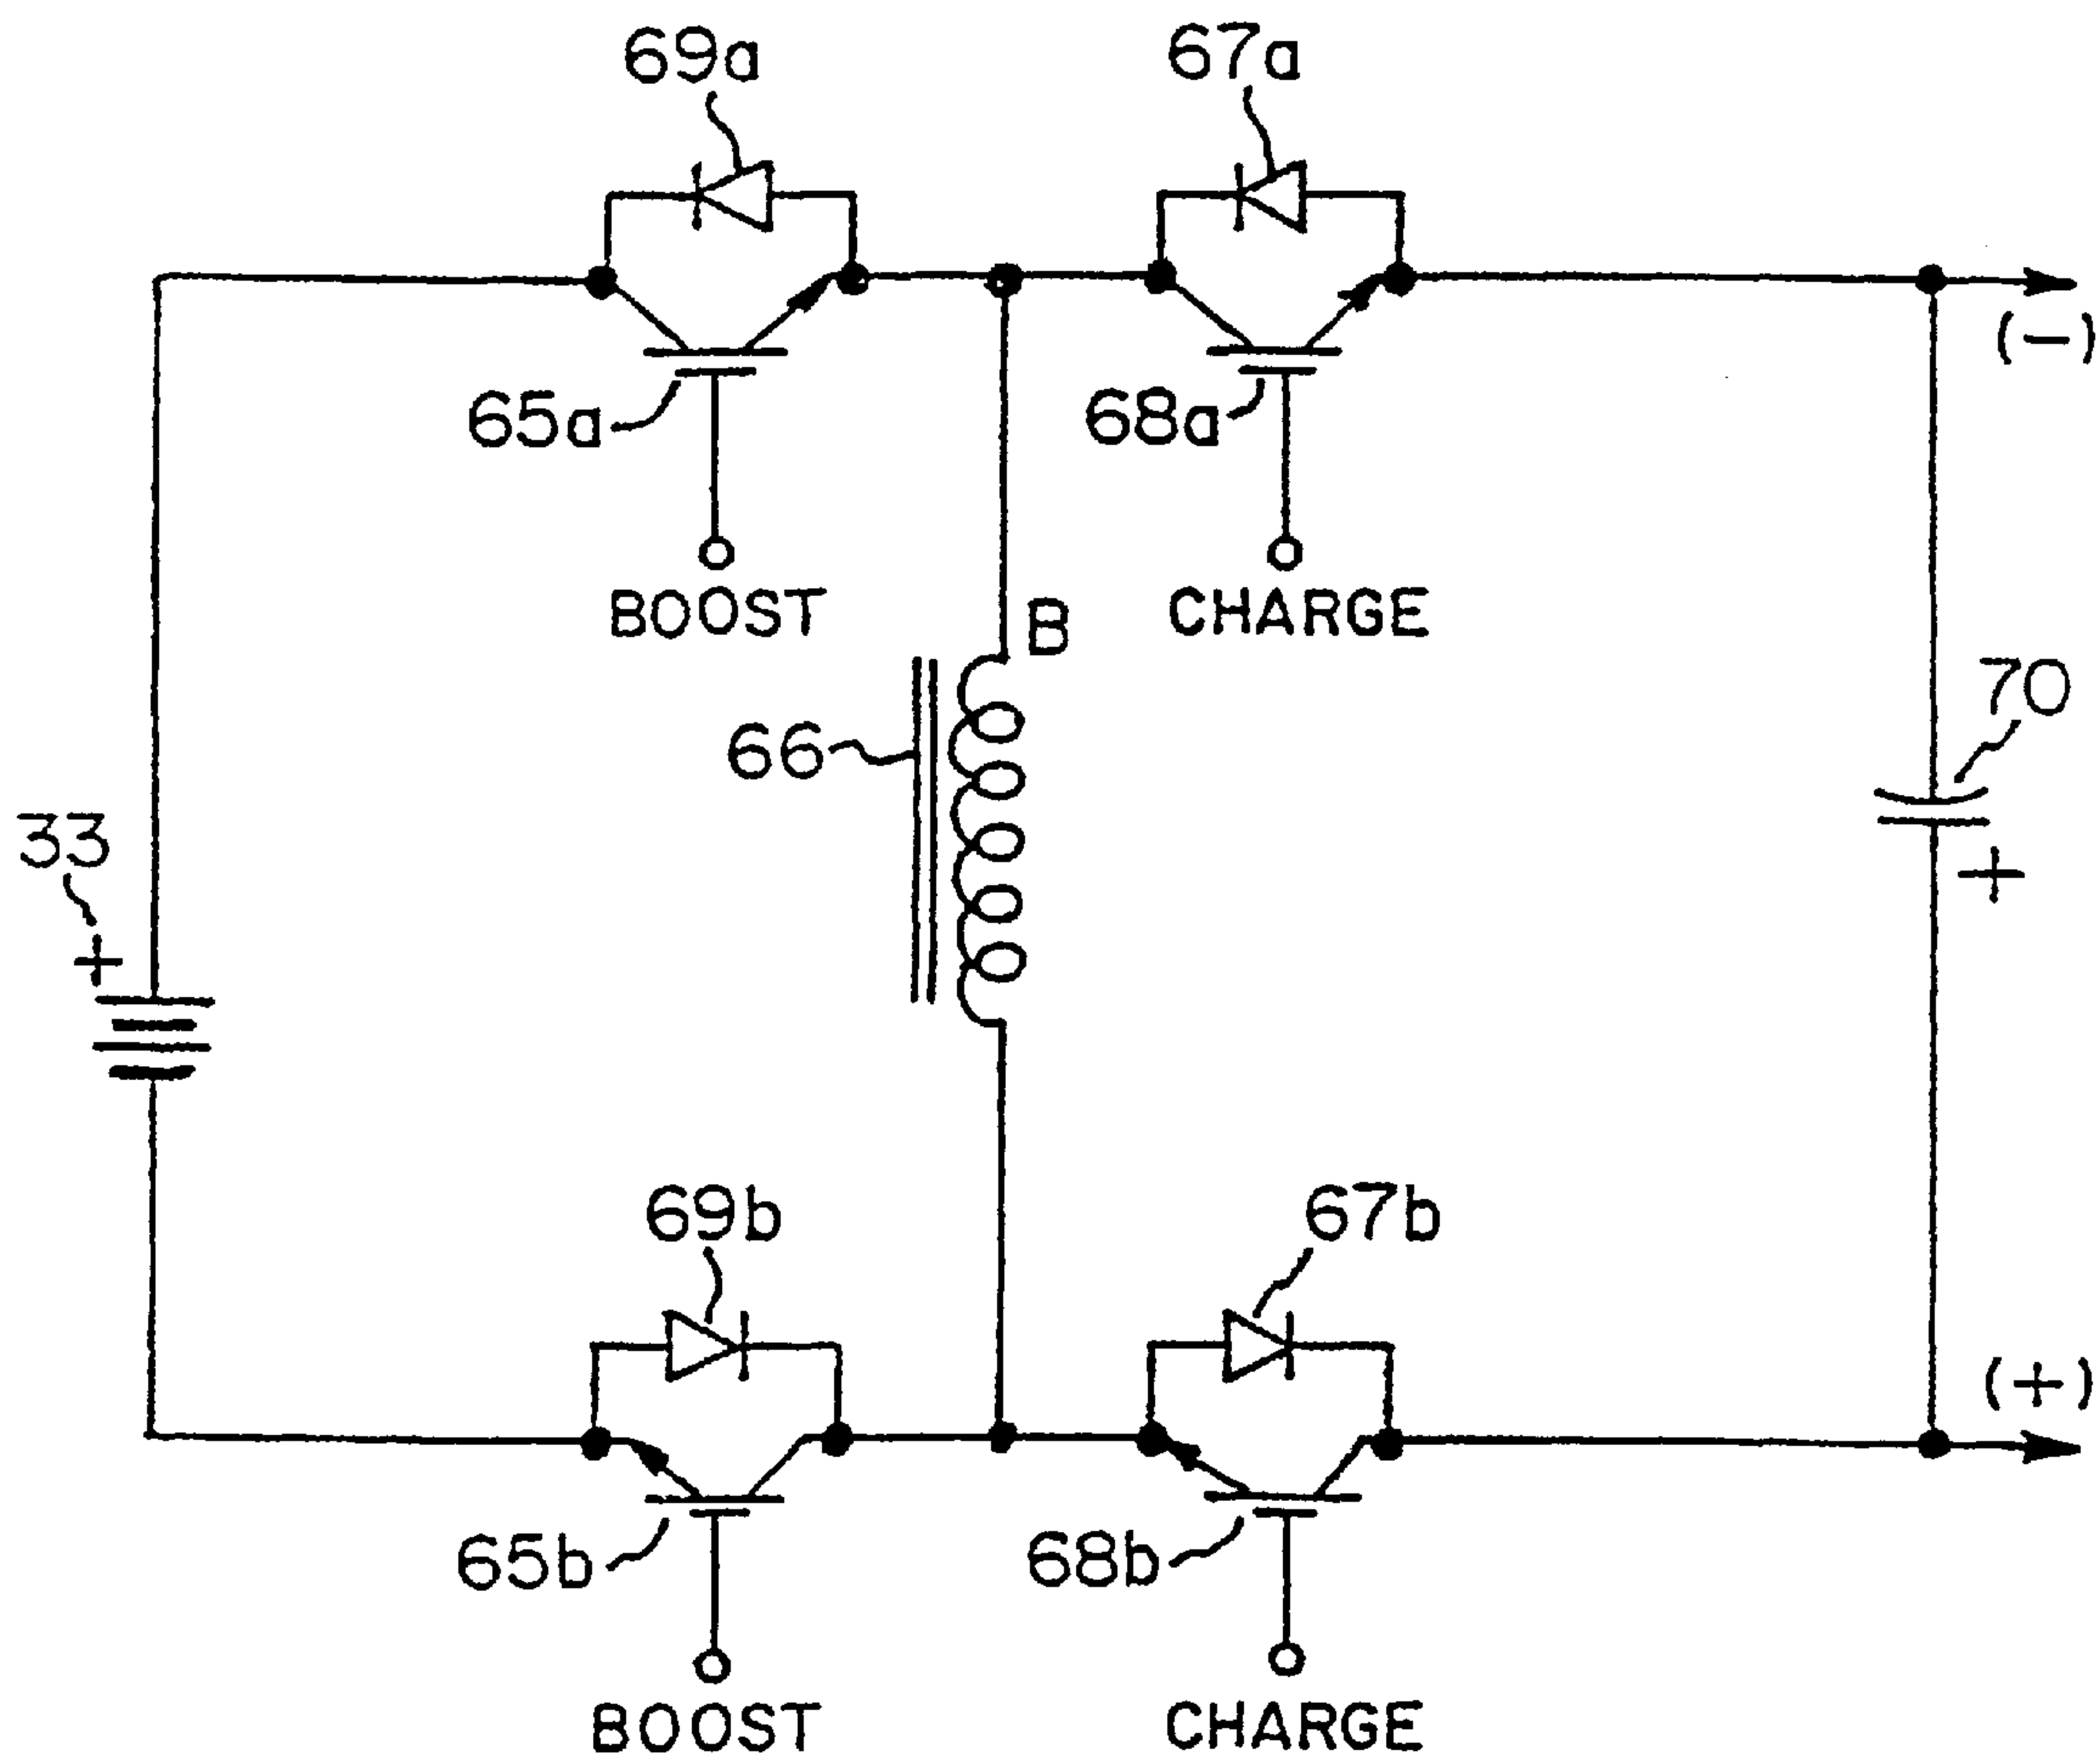 69a
67a
(-)
65a
68a
BOOST
CHARGE
B
70
66
33
+
+
69b
67b
(+)
65b
68b
BOOST
CHARGE